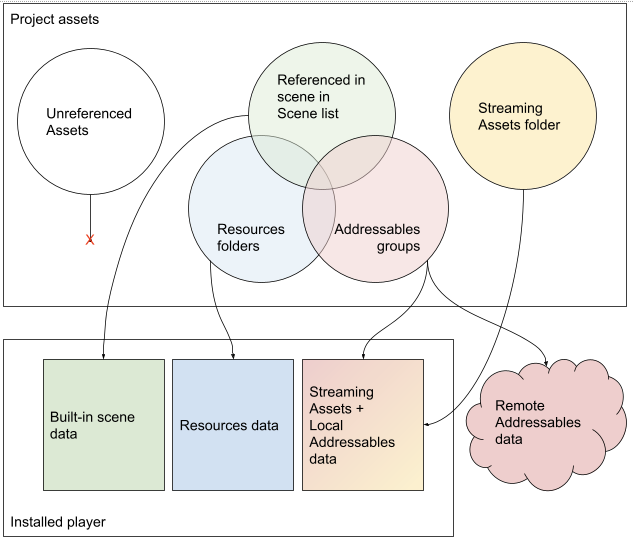 Project assets
Unreferenced
Assets
Referenced in
scene in
Scene list
Streaming
Assets folder
Resources
folders
Addressables
groups
Built-in scene
data
Resources data
Streaming
Assets +
Local
Addressables
data
Remote
Addressables
data
Installed player